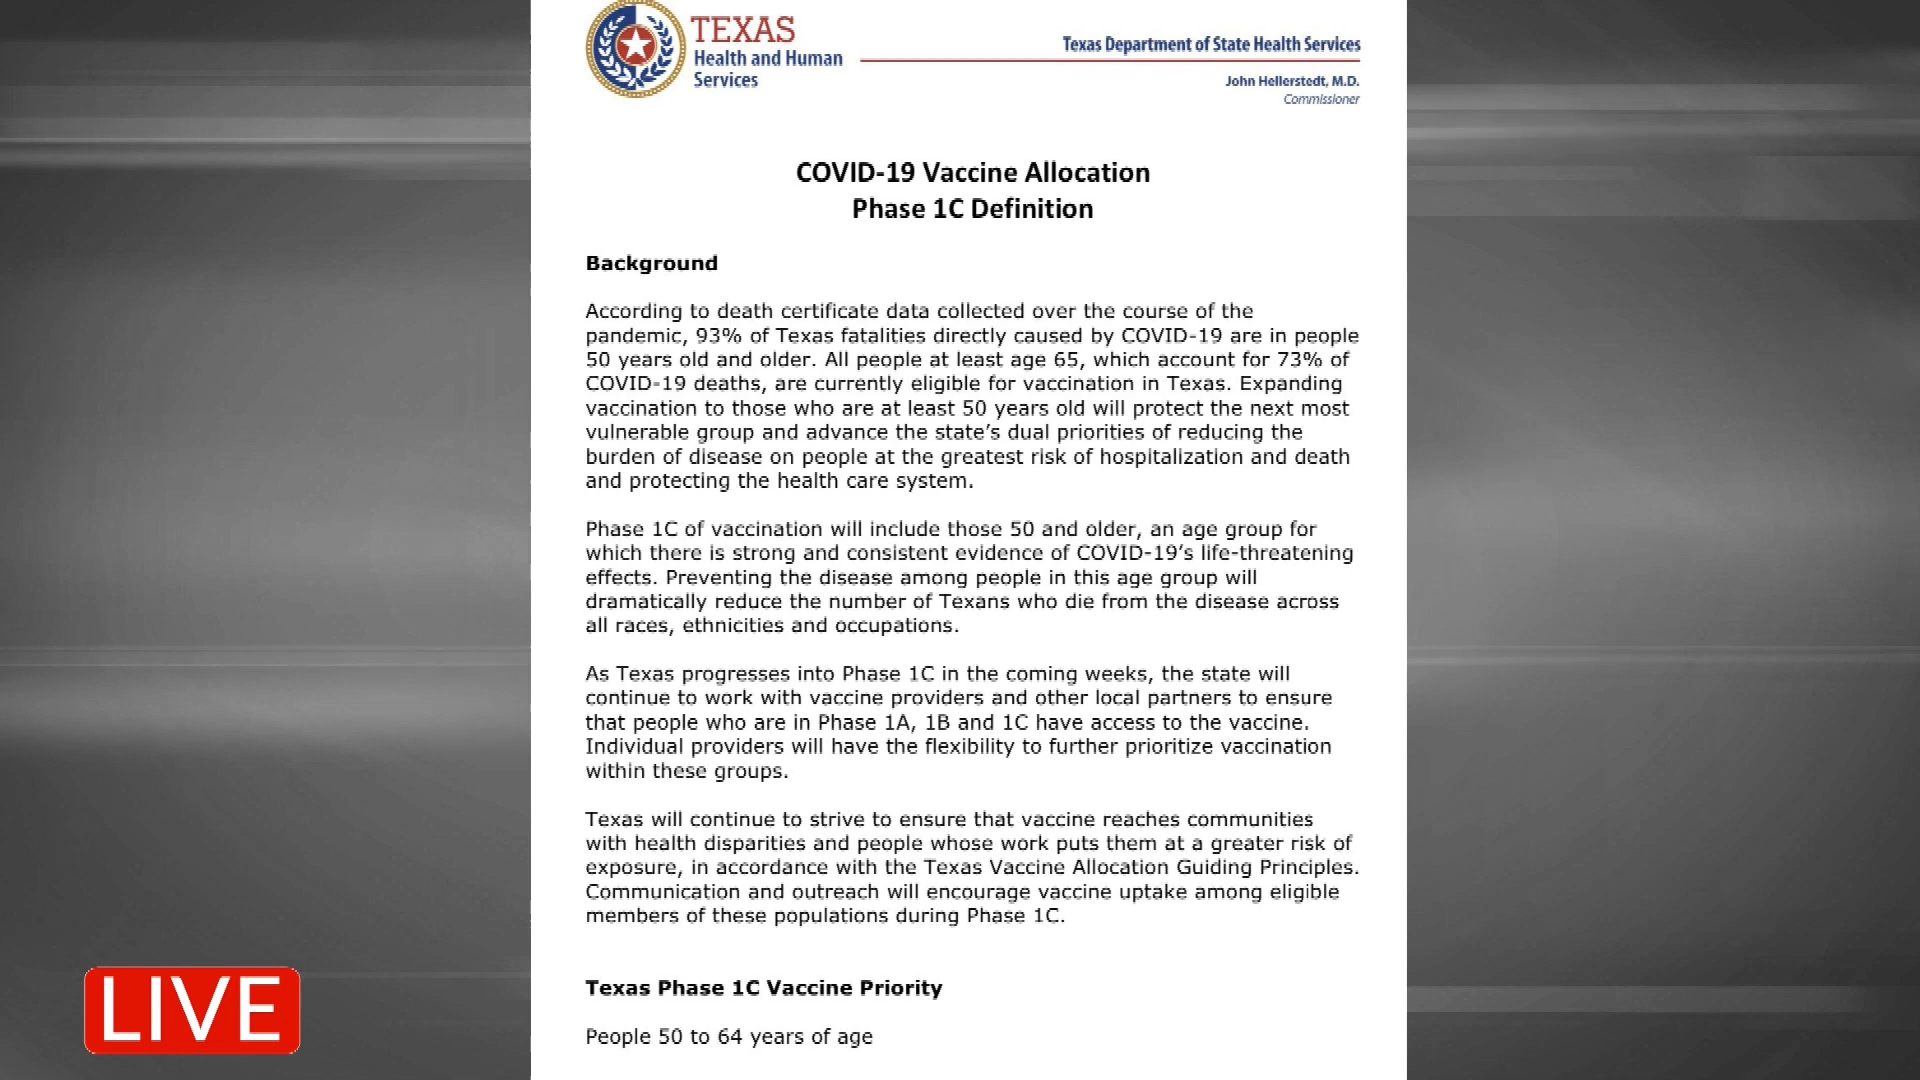 TEXAS
Health and Human
Services
Texas Department of State Health Services
John Hellerstedt, M.D.
Commissioner
COVID-19 Vaccine Allocation
Phase 1C Definition
Background
According to death certificate data collected over the course of the
pandemic, 93% of Texas fatalities directly caused by COVID-19 are in people
50 years old and older. All people at least age 65, which account for 73% of
COVID-19 deaths, are currently eligible for vaccination in Texas. Expanding
vaccination to those who are at least 50 years old will protect the next most
vulnerable group and advance the state’s dual priorities of reducing the
burden of disease on people at the greatest risk of hospitalization and death
and protecting the health care system.
Phase 1C of vaccination will include those 50 and older, an age group for
which there is strong and consistent evidence of COVID-19’s life-threatening
effects. Preventing the disease among people in this age group will
dramatically reduce the number of Texans who die from the disease across
all races, ethnicities and occupations.
As Texas progresses into Phase 1C in the coming weeks, the state will
continue to work with vaccine providers and other local partners to ensure
that people who are in Phase 1A, 1B and 1C have access to the vaccine.
Individual providers will have the flexibility to further prioritize vaccination
within these groups.
Texas will continue to strive to ensure that vaccine reaches communities
with health disparities and people whose work puts them at a greater risk of
exposure, in accordance with the Texas Vaccine Allocation Guiding Principles.
Communication and outreach will encourage vaccine uptake among eligible
members of these populations during Phase 1C.
Texas Phase 1C Vaccine Priority
People 50 to 64 years of age
LIVE